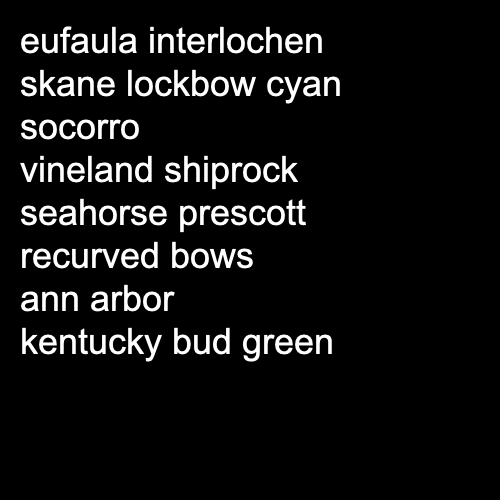 eufaula interlochen
skane lockbow cyan
socorro
vineland shiprock
seahorse prescott
recurved bows
ann arbor
kentucky bud green